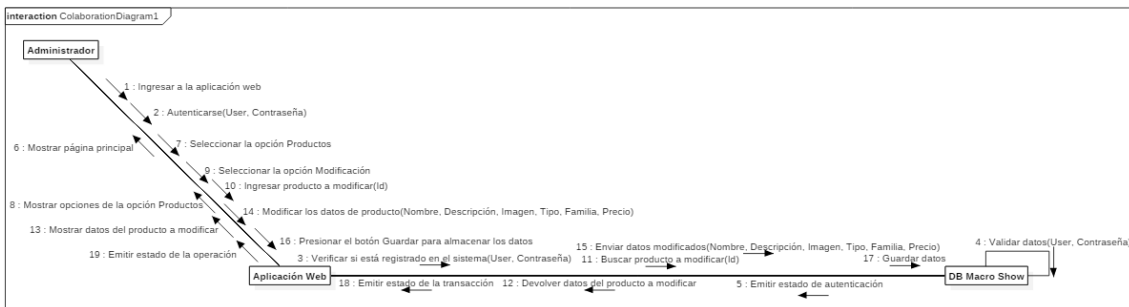 interaction ColaborationDiagram1
Administrador
1 : Ingresar a la aplicación web
2 : Autenticarse(User, Contraseña)
6 : Mostrar página principal
7 : Seleccionar la opción Productos
9 : Seleccionar la opción Modificación
10 : Ingresar producto a modificar(Id)
8 : Mostrar opciones de la opción Productos
14 : Modificar los datos de producto(Nombre, Descripción, Imagen, Tipo, Familia, Precio)
13 : Mostrar datos del producto a modificar
16 : Presionar el botón Guardar para almacenar los datos
19 : Emitir estado de la operación
15 : Enviar datos modificados(Nombre, Descripción, Imagen, Tipo, Familia, Precio)
4 : Validar datos(User, Contraseña)
3 : Verificar si está registrado en el sistema(User, Contraseña)
11 : Buscar producto a modificar(Id)
17 : Guardar datos
Aplicación Web
DB Macro Show
18 : Emitir estado de la transacción
12 : Devolver datos del producto a modificar
5 : Emitir estado de autenticación